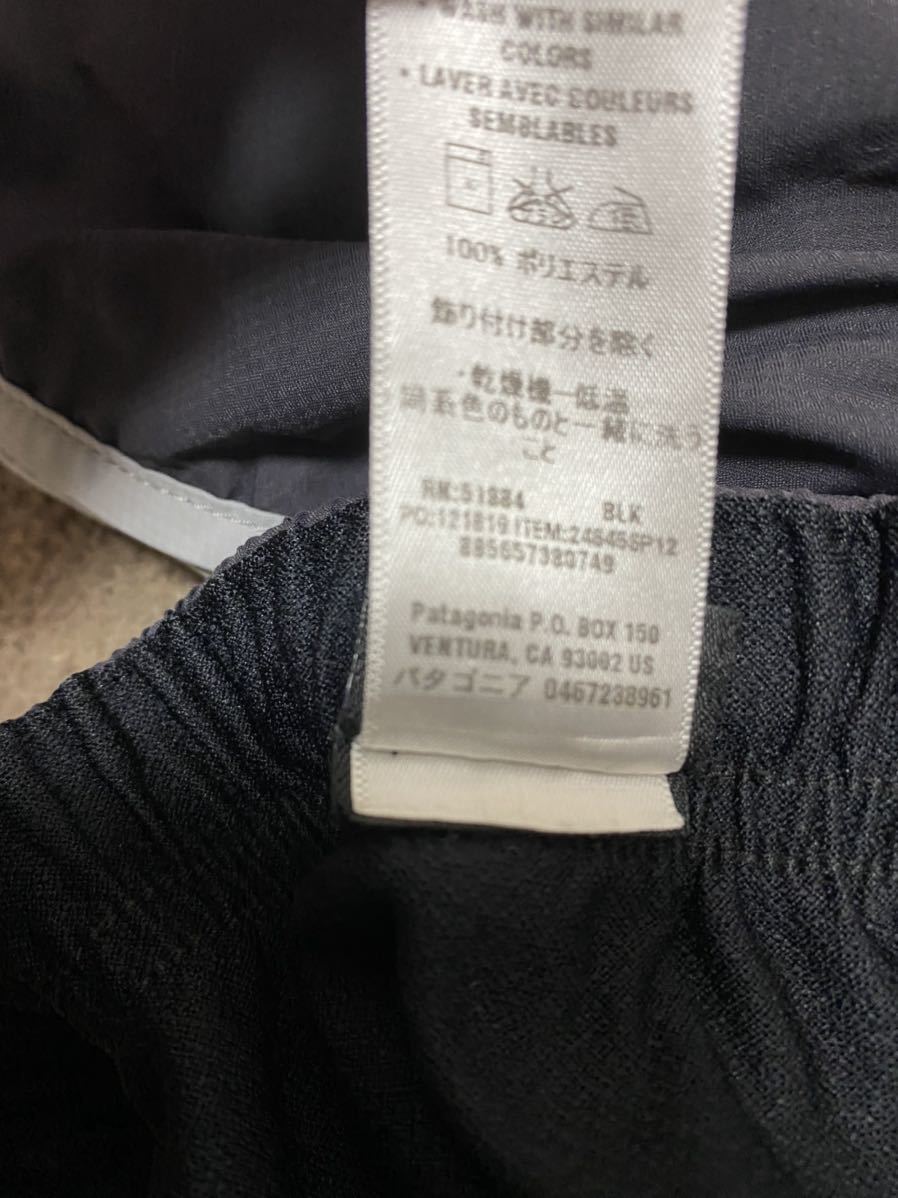 • WASH WITH SIMILAR
COLORS
• LAVER AVEC COULEURS
SEMBLABLES
100% ポリエステル
飾り付け部分を除く
・乾燥機—低温
同系色のものと一緒に洗う
こと
RN:51884 BLK
PO:121819 ITEM:24645SP12
885657380749
Patagonia P.O. BOX 150
VENTURA, CA 93002 US
パタゴニア 0467238961